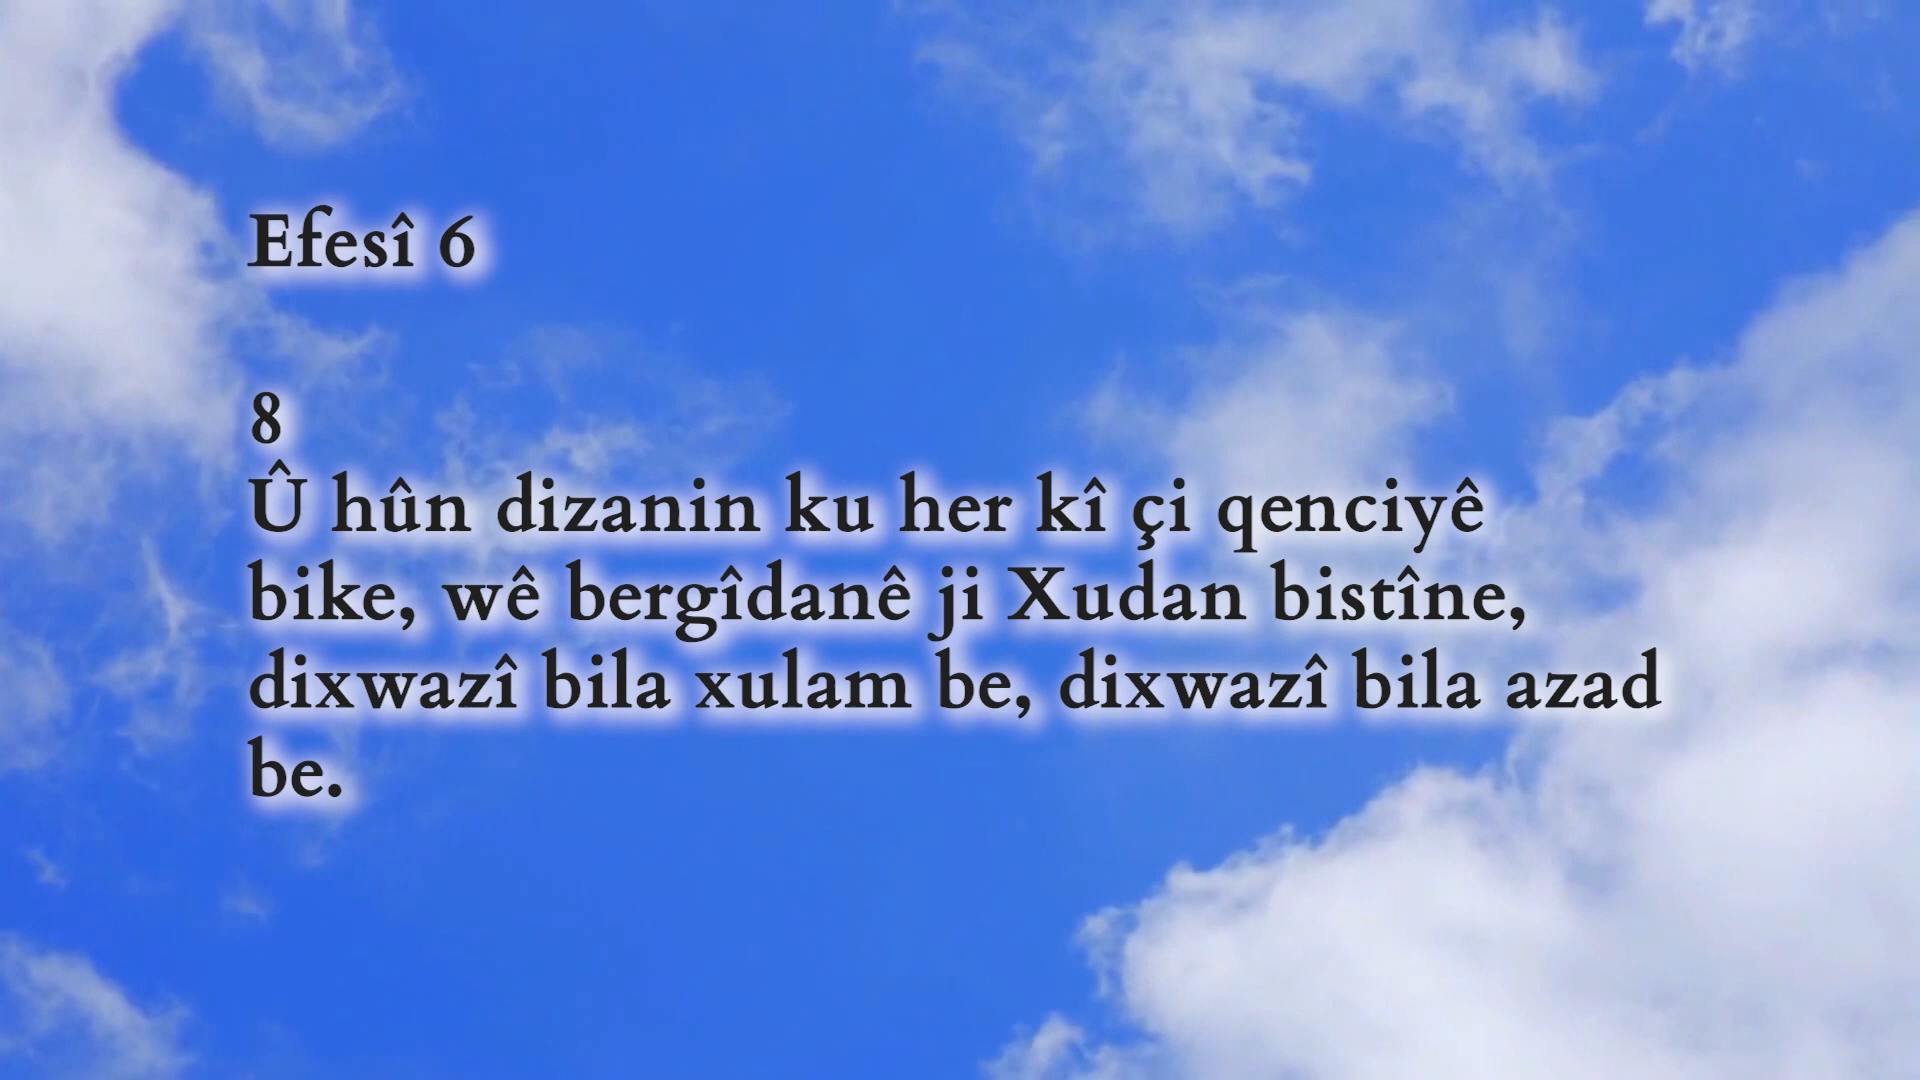 Efesî 6
8
Û hûn dizanin ku her kî çi qenciyê
bike, wê bergîdanê ji Xudan bistîne,
dixwazî bila xulam be, dixwazî bila azad
be.